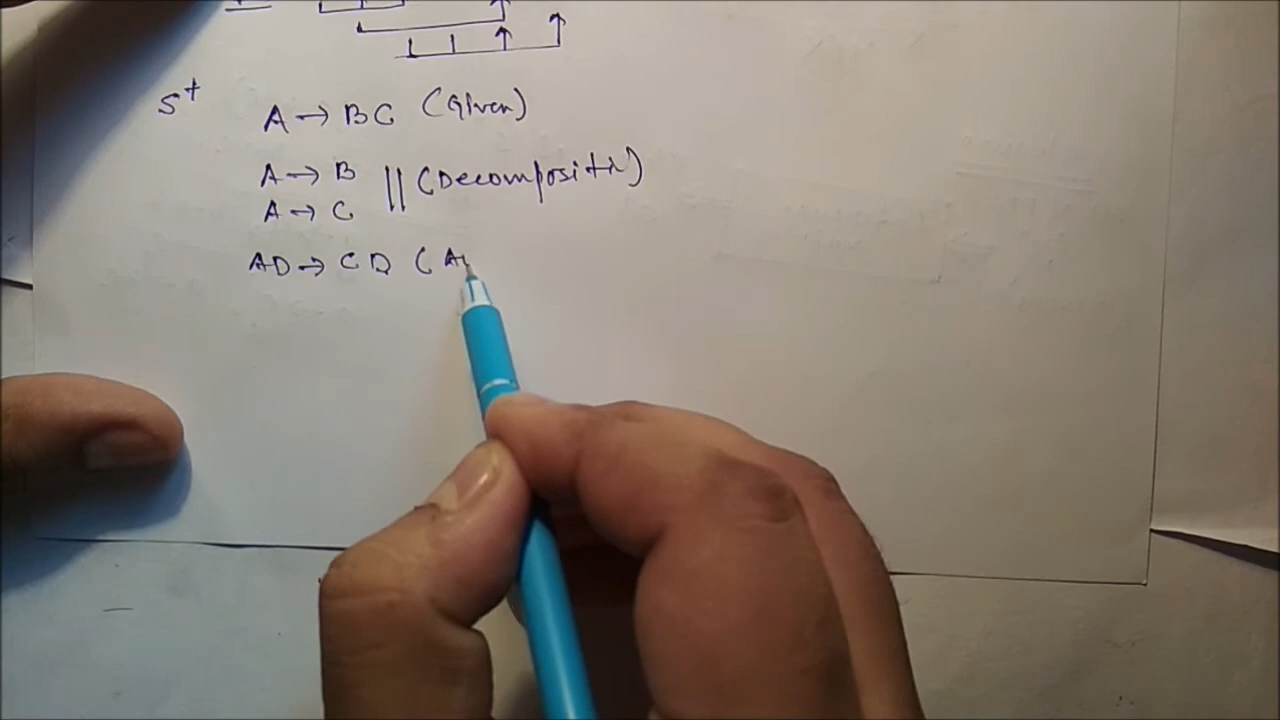 S+ A → BC (Given)
A → B || (Decompositn)
A → C
AD → CD (A